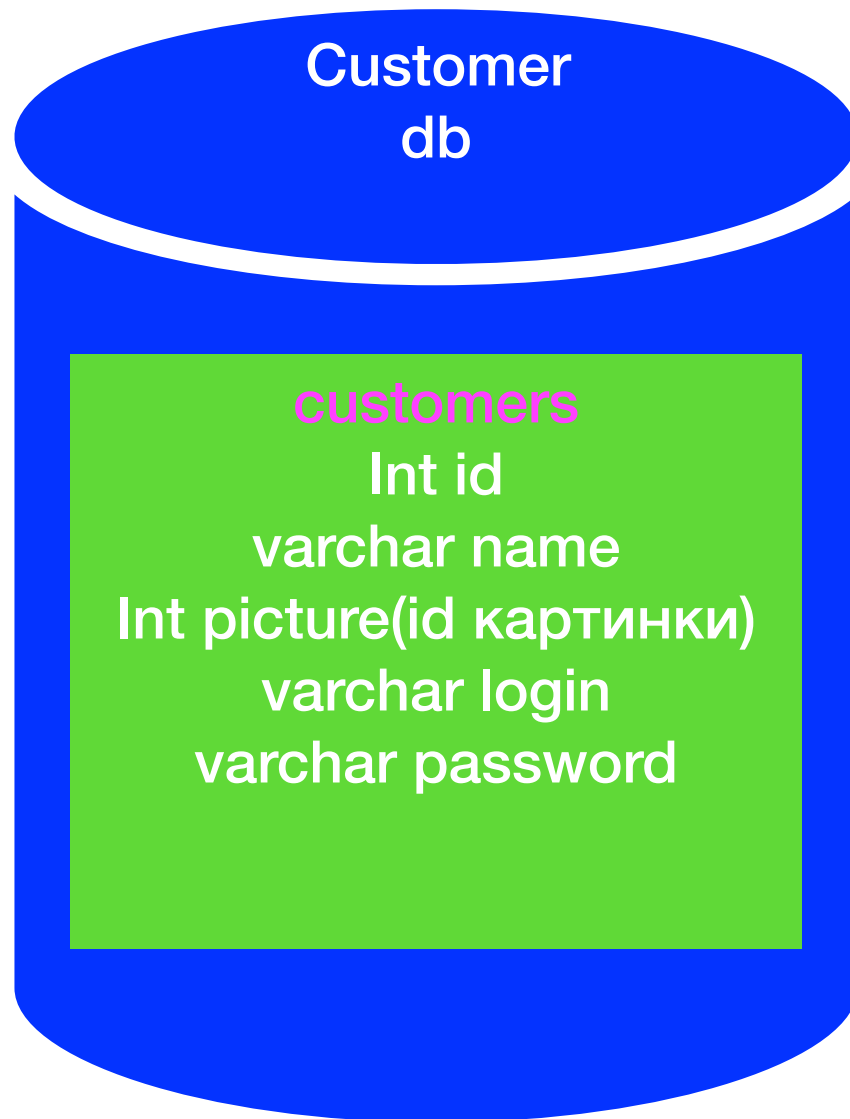 Customer
db
customers
Int id
varchar name
Int picture(id картинки)
varchar login
varchar password